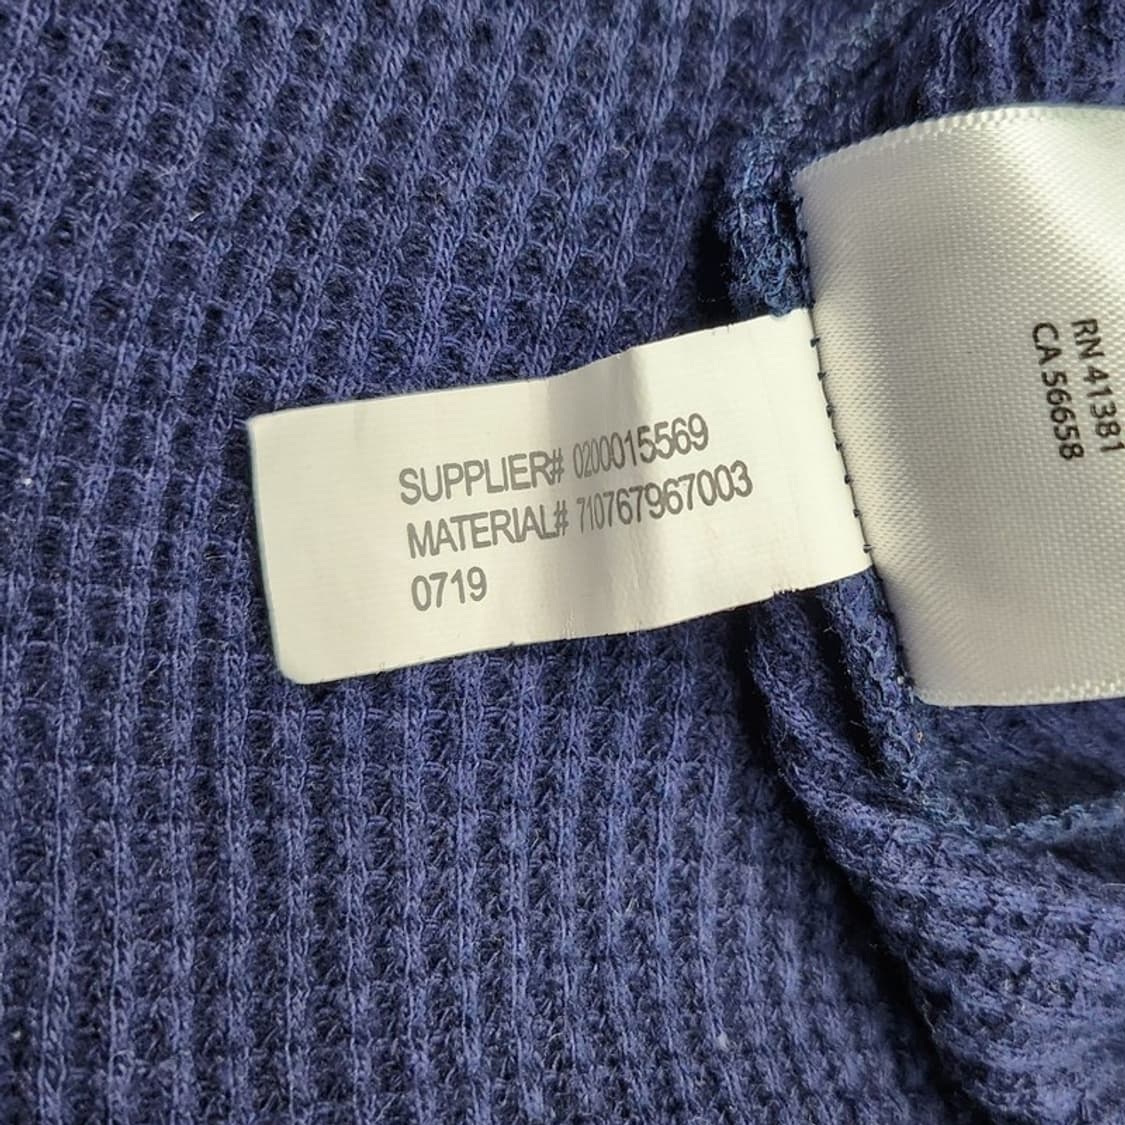 SUPPLIER# 0200015569
MATERIAL# 710767967003
0719
RN 41381
CA 56658